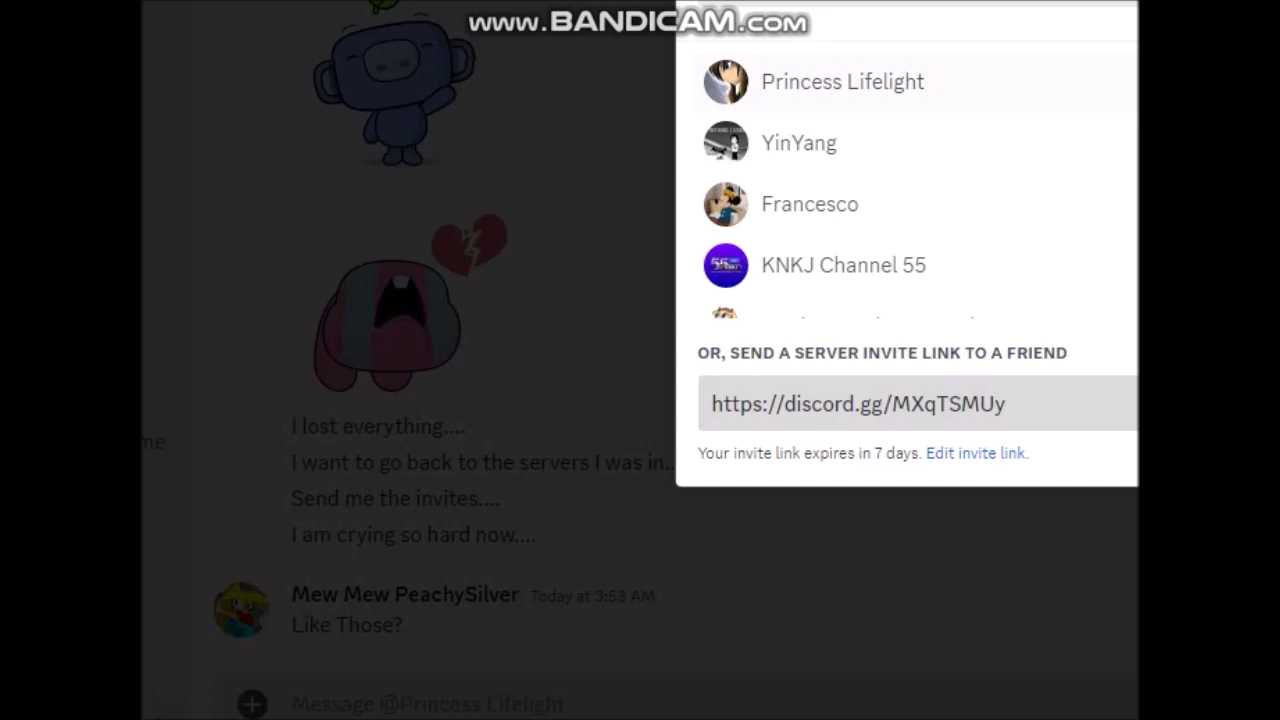 www.BANDICAM.com
Princess Lifelight
YinYang
Francesco
KNKJ Channel 55
OR, SEND A SERVER INVITE LINK TO A FRIEND
https://discord.gg/MXqTSMUy
Your invite link expires in 7 days. Edit invite link.
me
I lost everything....
I want to go back to the servers I was in..
Send me the invites....
I am crying so hard now....
Mew Mew PeachySilver Today at 3:53 AM
Like Those?
Message @Princess Lifelight